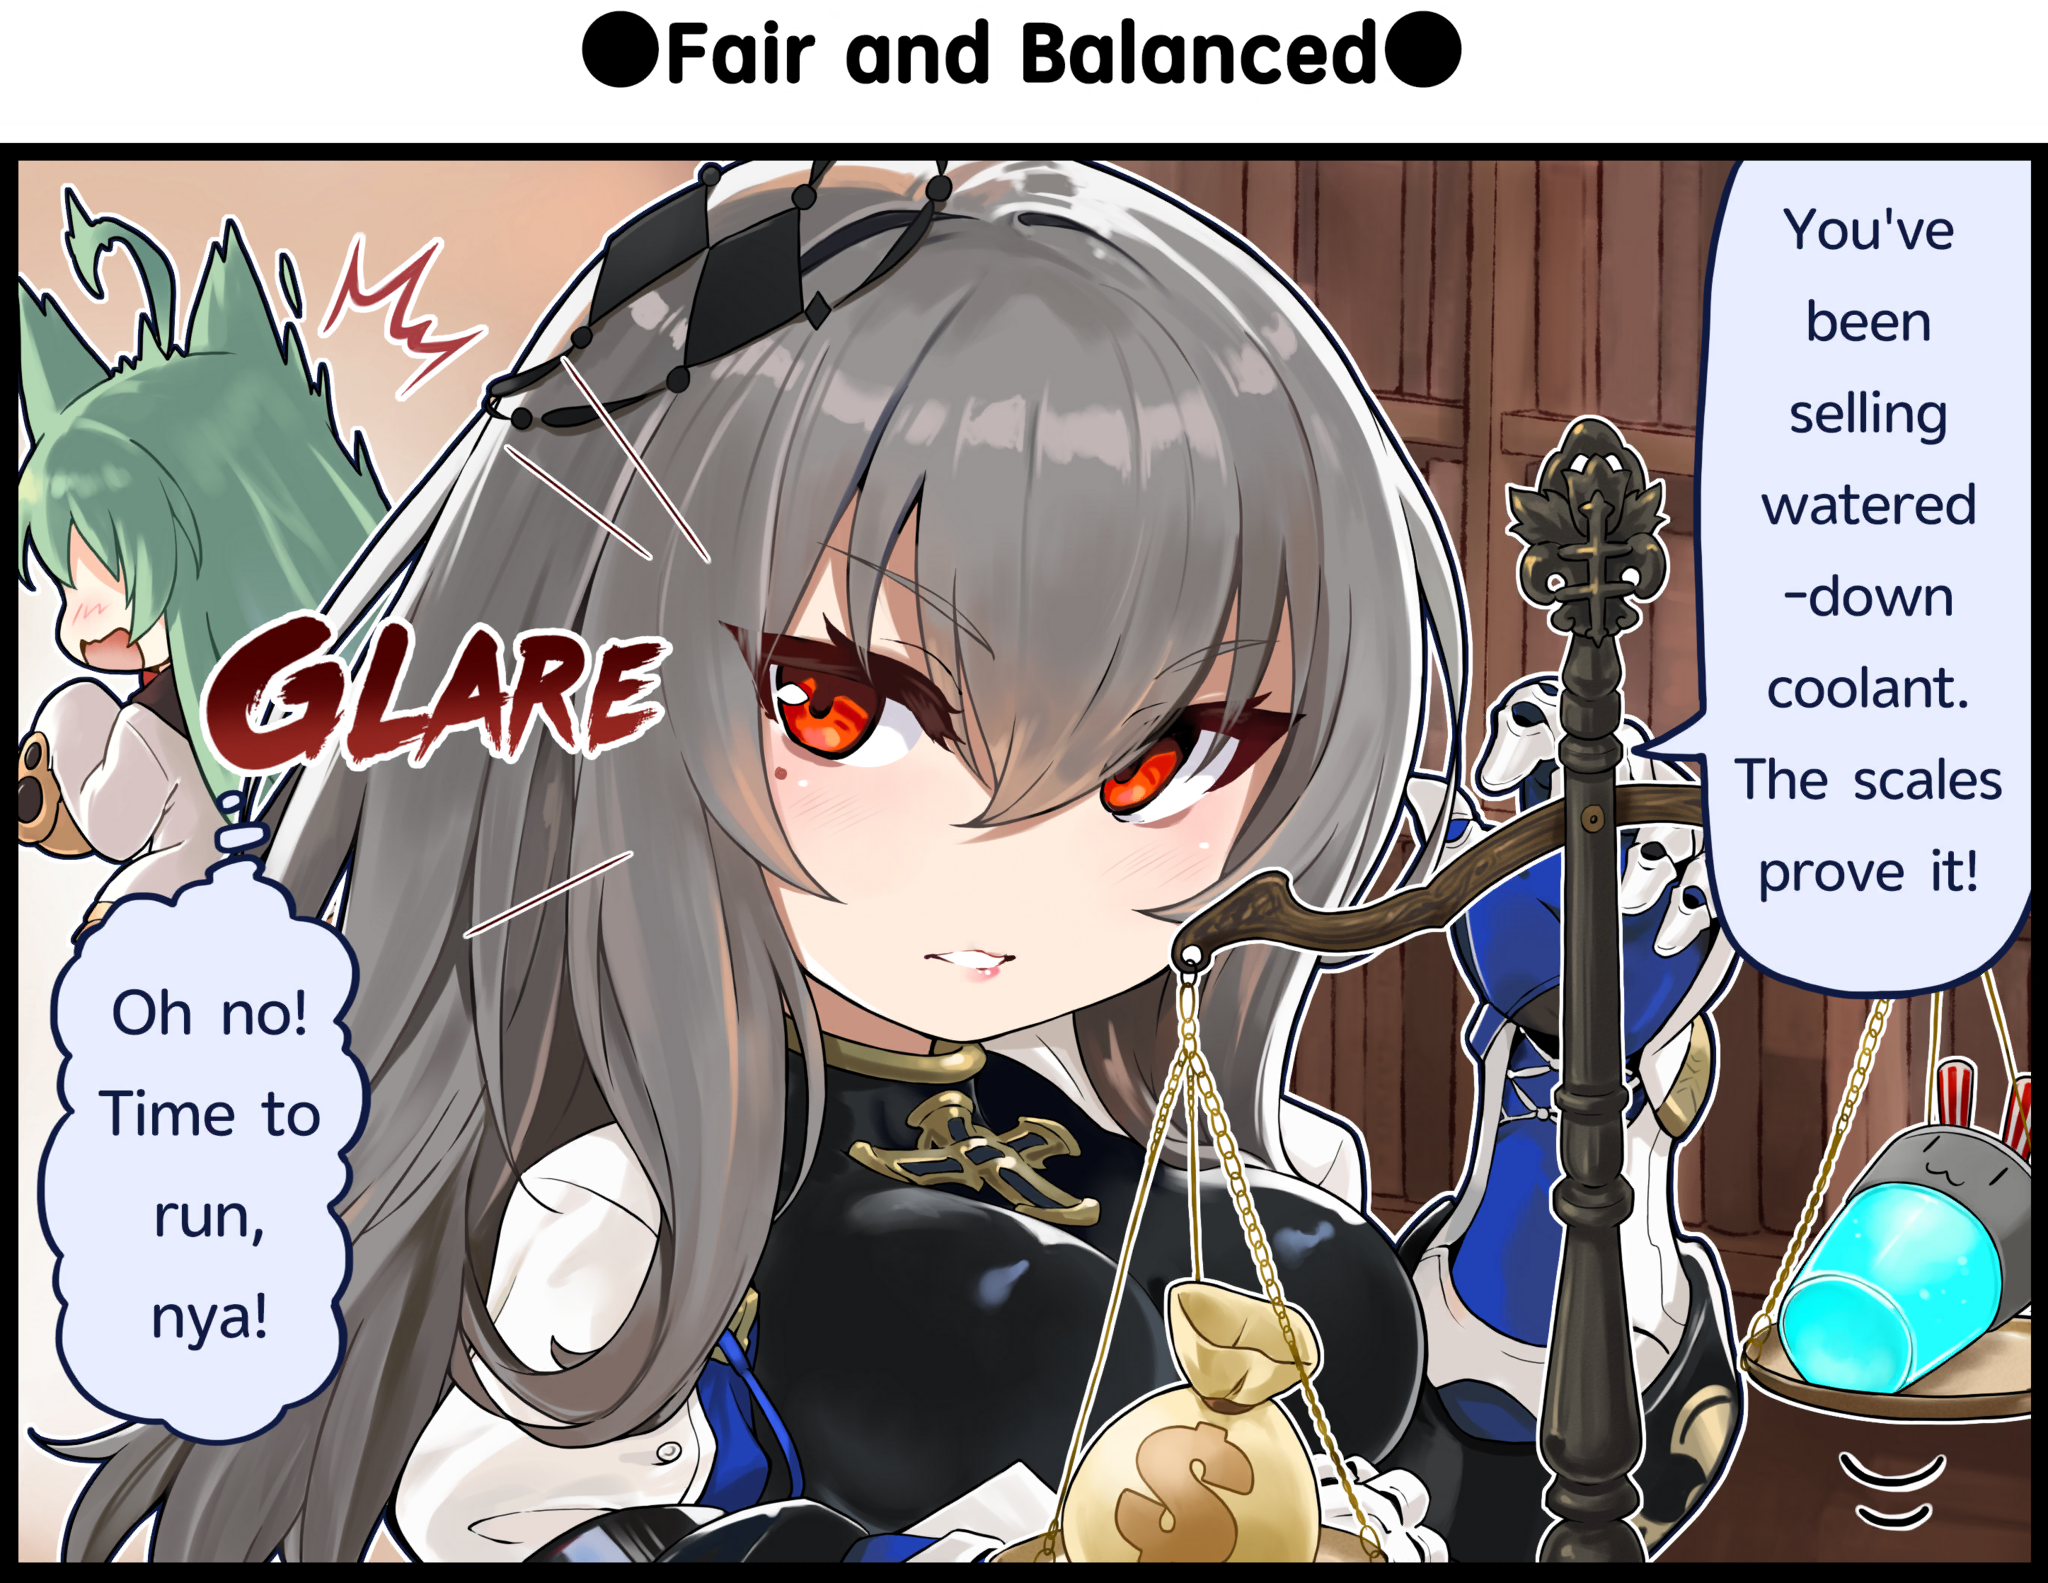 ●Fair and Balanced●
You've
been
selling
watered
-down
coolant.
The scales
prove it!
GLARE
Oh no!
Time to
run,
nya!
$